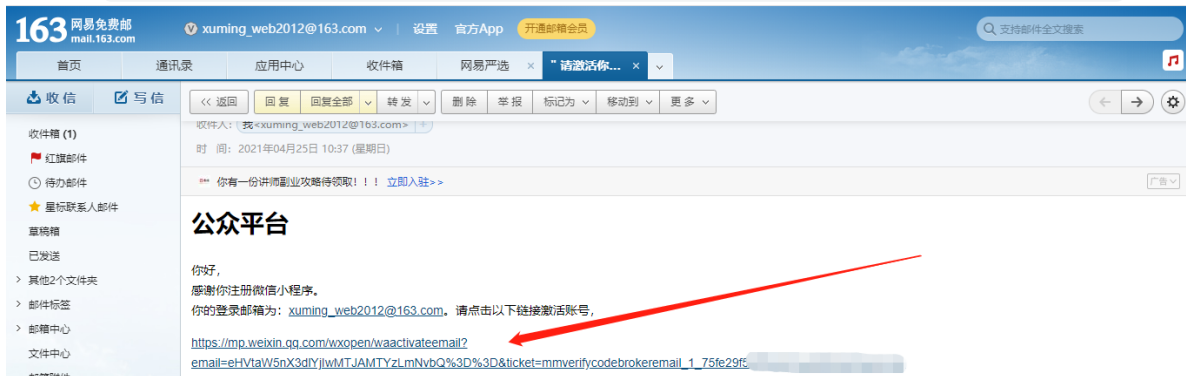 163 网易免费邮 mail.163.com xuming_web2012@163.com 设置 官方App 开通邮箱会员 支持邮件全文搜索
首页 通讯录 应用中心 收件箱 网易严选 × "请激活你... ×
收信 写信 << 返回 回复 回复全部 转发 删除 举报 标记为 移动到 更多
收件人: 我<xuming_web2012@163.com> +
收件箱 (1)
时 间: 2021年04月25日 10:37 (星期日)
红旗邮件
待办邮件
你有一份讲师副业攻略待领取!!! 立即入驻>> 广告
星标联系人邮件
草稿箱
公众平台
已发送
其他2个文件夹
你好,
感谢你注册微信小程序。
邮件标签
你的登录邮箱为: xuming_web2012@163.com。请点击以下链接激活账号,
邮箱中心
https://mp.weixin.qq.com/wxopen/waactivateemail?
文件中心
email=eHVtaW5nX3dlYjIwMTJAMTYzLmNvbQ%3D%3D&ticket=mmverifycodebrokeremail_1_75fe29f5